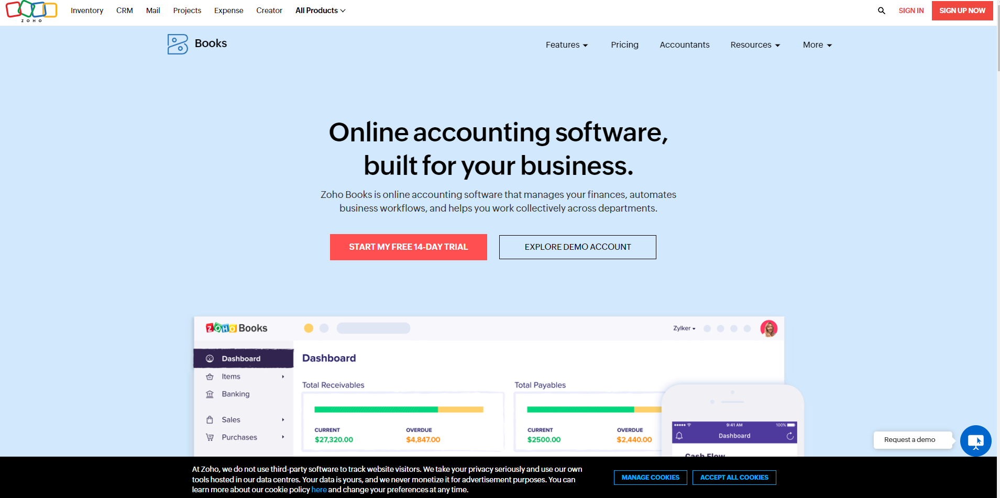 ZOHO
Inventory CRM Mail Projects Expense Creator All Products
SIGN IN SIGN UP NOW
Books
Features Pricing Accountants Resources More
Online accounting software,
built for your business.
Zoho Books is online accounting software that manages your finances, automates
business workflows, and helps you work collectively across departments.
START MY FREE 14-DAY TRIAL EXPLORE DEMO ACCOUNT
ZOHO Books
Zylker
Dashboard
Items
Banking
Sales
Purchases
Dashboard
Total Receivables
CURRENT OVERDUE
$27,320.00 $4,847.00
Total Payables
CURRENT OVERDUE
$2500.00 $2,440.00
9:41 AM 100%
Dashboard
Cash Flow
Request a demo
At Zoho, we do not use third-party software to track website visitors. We take your privacy seriously and use our own
tools hosted in our data centres. Your data is yours, and we never monetize it for advertisement purposes. You can
learn more about our cookie policy here and change your preferences at any time.
MANAGE COOKIES ACCEPT ALL COOKIES